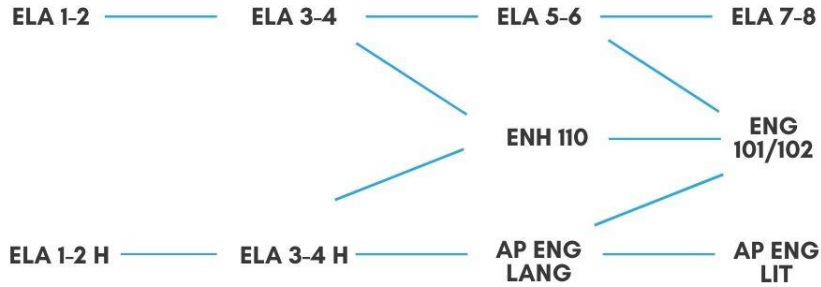 ELA 1-2
ELA 3-4
ELA 5-6
ELA 7-8
ENH 110
ENG
101/102
ELA 1-2 H
ELA 3-4 H
AP ENG
LANG
AP ENG
LIT